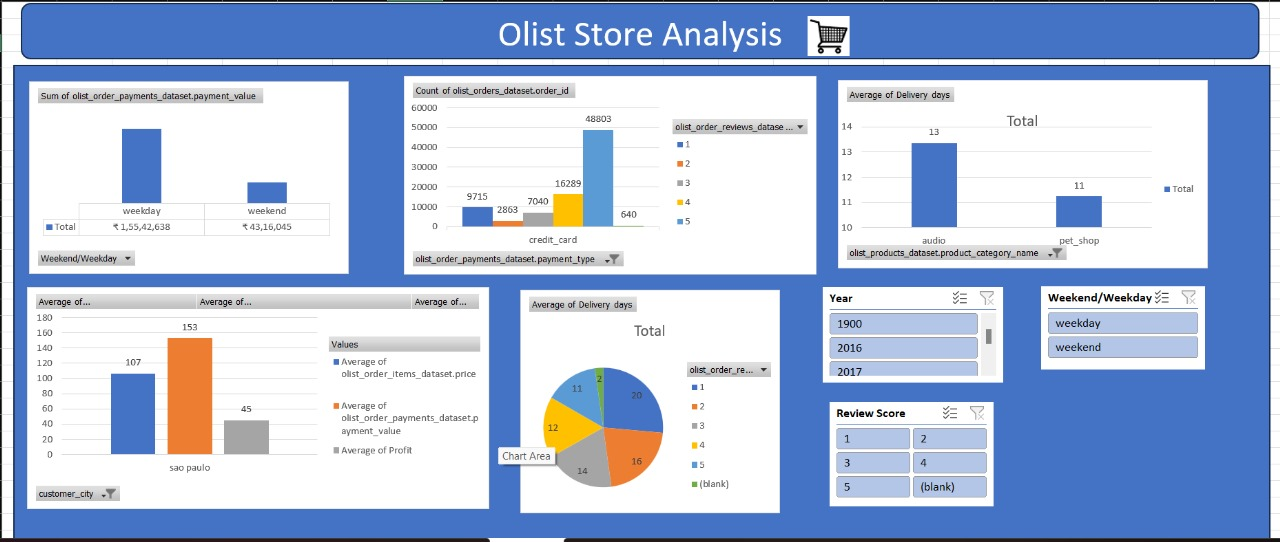 Olist Store Analysis
Sum of olist_order_payments_dataset.payment_value
weekday
weekend
Total
₹ 1,55,42,638
₹ 43,16,045
Weekend/Weekday
Count of olist_orders_dataset.order_id
60000
50000
40000
30000
20000
10000
0
9715
2863
7040
16289
48803
640
credit_card
olist_order_reviews_datase ...
1
2
3
4
5
olist_order_payments_dataset.payment_type
Average of Delivery days
Total
14
13
12
11
10
13
11
audio
pet_shop
Total
olist_products_dataset.product_category_name
Average of...
Average of...
Average of...
180
160
140
120
100
80
60
40
20
0
107
153
45
sao paulo
Values
Average of
olist_order_items_dataset.price
Average of
olist_order_payments_dataset.p
ayment_value
Average of Profit
customer_city
Average of Delivery days
Total
20
16
14
12
11
2
Chart Area
olist_order_re...
1
2
3
4
5
(blank)
Year
1900
2016
2017
Weekend/Weekday
weekday
weekend
Review Score
1
2
3
4
5
(blank)